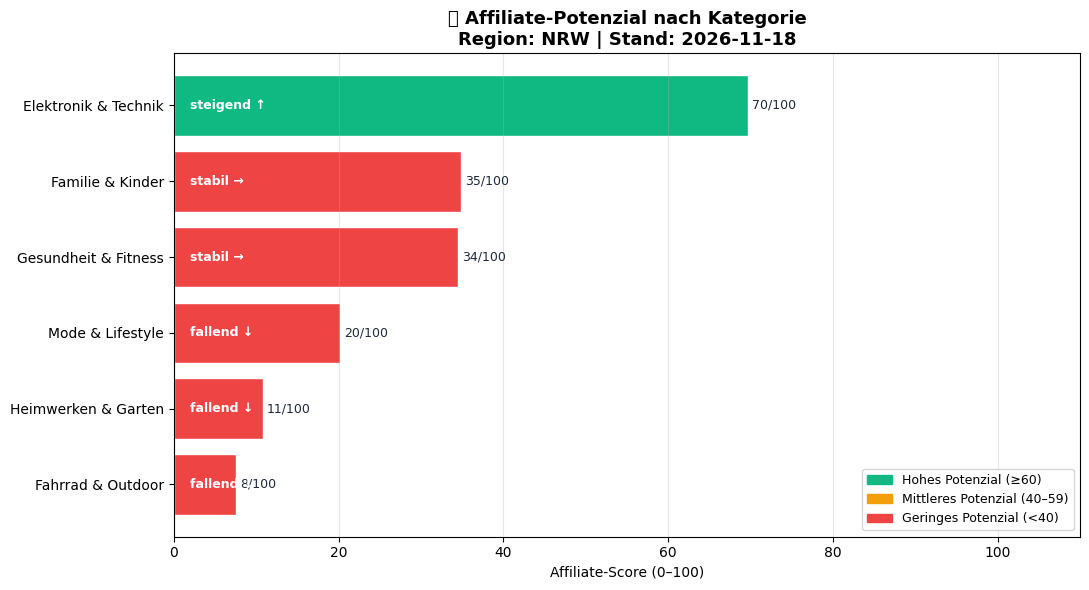 Affiliate-Potenzial nach Kategorie
Region: NRW | Stand: 2026-11-18
Elektronik & Technik
steigend ↑
70/100
Familie & Kinder
stabil →
35/100
Gesundheit & Fitness
stabil →
34/100
Mode & Lifestyle
fallend ↓
20/100
Heimwerken & Garten
fallend ↓
11/100
Fahrrad & Outdoor
fallend
8/100
Hohes Potenzial (≥60)
Mittleres Potenzial (40–59)
Geringes Potenzial (<40)
0 20 40 60 80 100
Affiliate-Score (0–100)